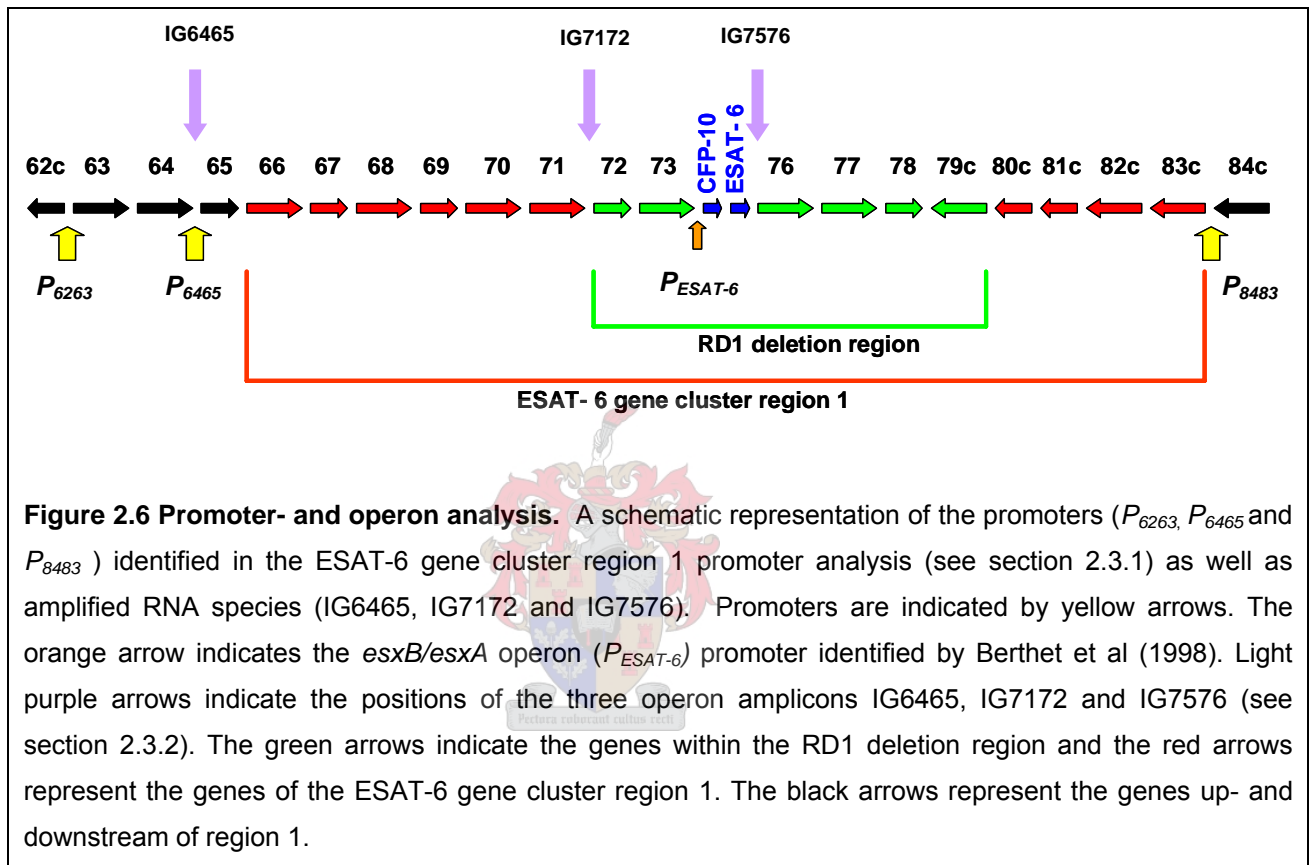 IG6465
IG7172
IG7576
CFP-10
ESAT- 6
62c 63 64 65 66 67 68 69 70 71 72 73 76 77 78 79c 80c 81c 82c 83c 84c
P6263
P6465
PESAT-6
P8483
RD1 deletion region
ESAT- 6 gene cluster region 1
Figure 2.6 Promoter- and operon analysis. A schematic representation of the promoters (P6263, P6465 and
P8483 ) identified in the ESAT-6 gene cluster region 1 promoter analysis (see section 2.3.1) as well as
amplified RNA species (IG6465, IG7172 and IG7576). Promoters are indicated by yellow arrows. The
orange arrow indicates the esxB/esxA operon (PESAT-6) promoter identified by Berthet et al (1998). Light
purple arrows indicate the positions of the three operon amplicons IG6465, IG7172 and IG7576 (see
Pectora roborant cultus recti
section 2.3.2). The green arrows indicate the genes within the RD1 deletion region and the red arrows
represent the genes of the ESAT-6 gene cluster region 1. The black arrows represent the genes up- and
downstream of region 1.